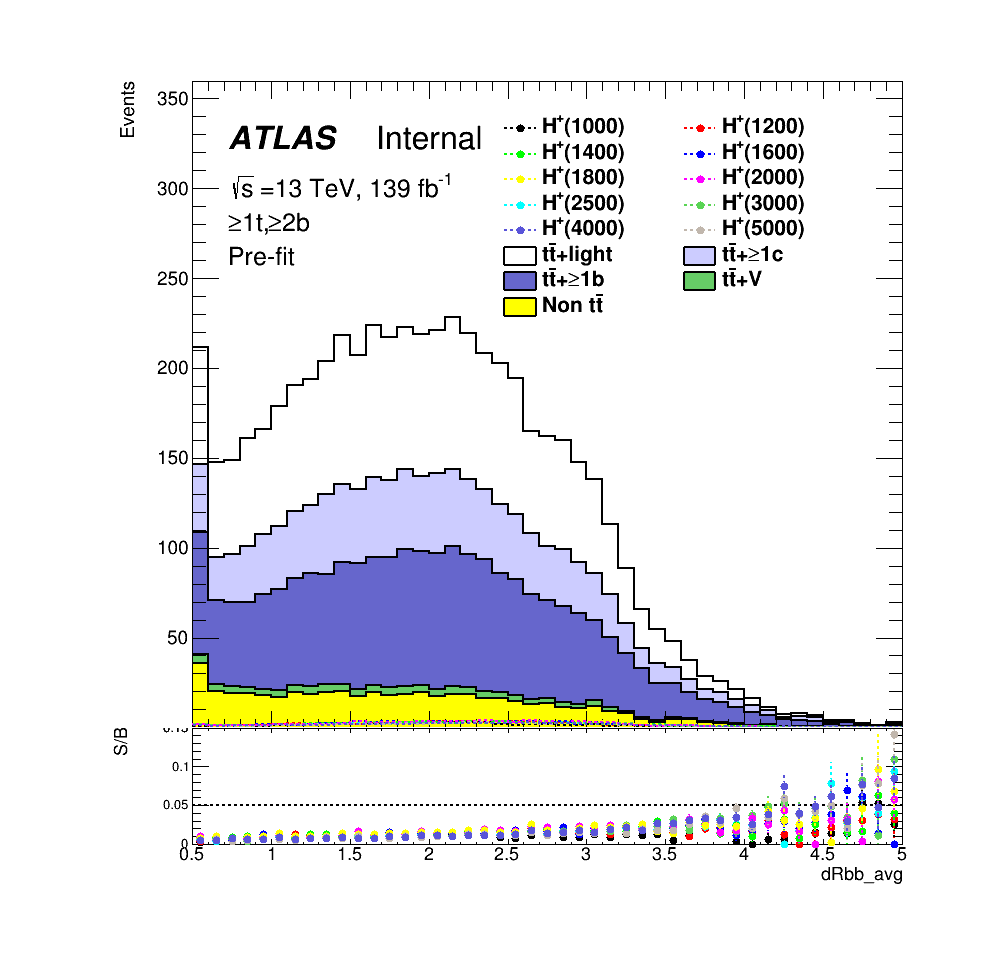 Events
350
300
250
200
150
100
50
ATLAS Internal
√s =13 TeV, 139 fb⁻¹
≥1t,≥2b
Pre-fit
H⁺(1000) H⁺(1200)
H⁺(1400) H⁺(1600)
H⁺(1800) H⁺(2000)
H⁺(2500) H⁺(3000)
H⁺(4000) H⁺(5000)
tt̄+light tt̄+≥1c
tt̄+≥1b tt̄+V
Non tt̄
S/B
0.15
0.1
0.05
0
0.5 1 1.5 2 2.5 3 3.5 4 4.5 5
dRbb_avg